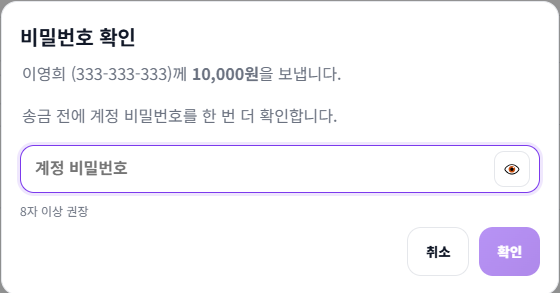 비밀번호 확인
이영희 (333-333-333)께 10,000원을 보냅니다.
송금 전에 계정 비밀번호를 한 번 더 확인합니다.
계정 비밀번호
8자 이상 권장
취소 확인